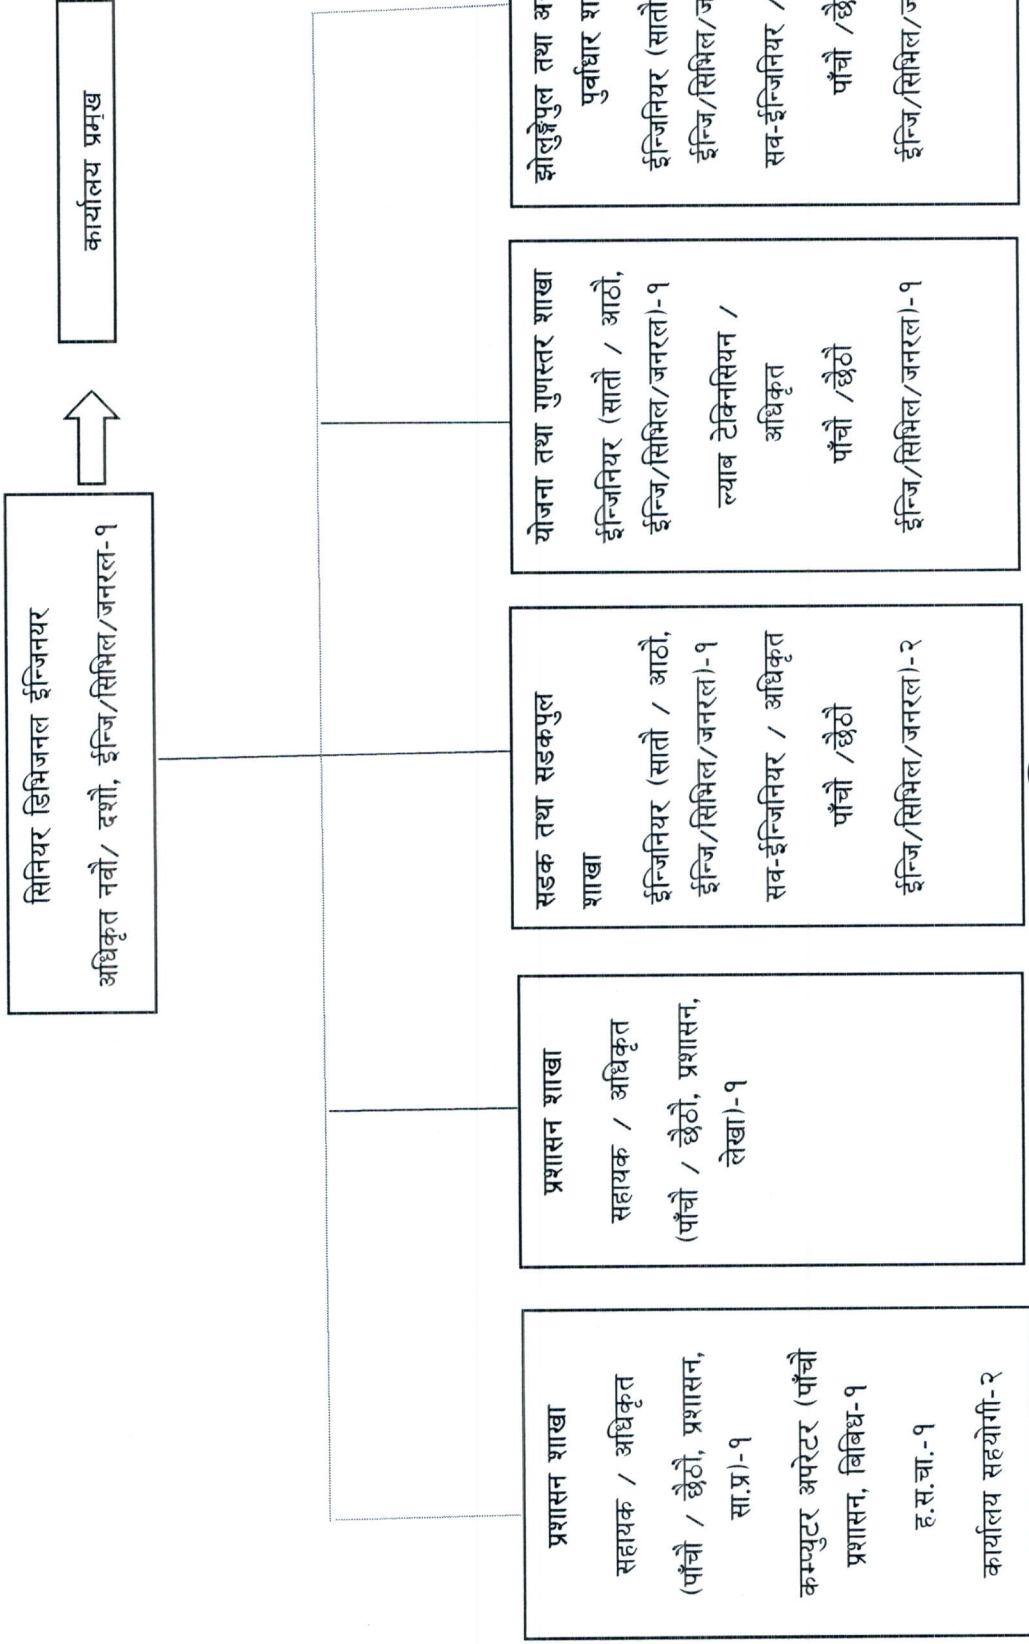 सिनियर डिभिजनल ईन्जिनयर
अधिकृत नवौ/ दशौ, ईन्जि/सिभिल/जनरल-१
कार्यालय प्रमुख
प्रशासन शाखा
सहायक / अधिकृत
(पाँचौ / छैठौ, प्रशासन,
सा.प्र)-१
कम्प्युटर अपरेटर (पाँचौ
प्रशासन, बिबिध-१
ह.स.चा.-१
कार्यालय सहयोगी-२
प्रशासन शाखा
सहायक / अधिकृत
(पाँचौ / छैठौ, प्रशासन,
लेखा)-१
सडक तथा सडकपुल
शाखा
ईन्जिनियर (सातौ / आठौ,
ईन्जि/सिभिल/जनरल)-१
सव-ईन्जिनियर / अधिकृत
पाँचौ /छैठौ
ईन्जि/सिभिल/जनरल)-२
योजना तथा गुणस्तर शाखा
ईन्जिनियर (सातौ / आठौ,
ईन्जि/सिभिल/जनरल)-१
ल्याब टेक्निसियन /
अधिकृत
पाँचौ /छैठौ
ईन्जि/सिभिल/जनरल)-१
झोलुङ्गेपुल तथा
पुर्वाधार
ईन्जिनियर (सातौ
ईन्जि/सिभिल/
सव-ईन्जिनियर /
पाँचौ
ईन्जि/सिभिल/